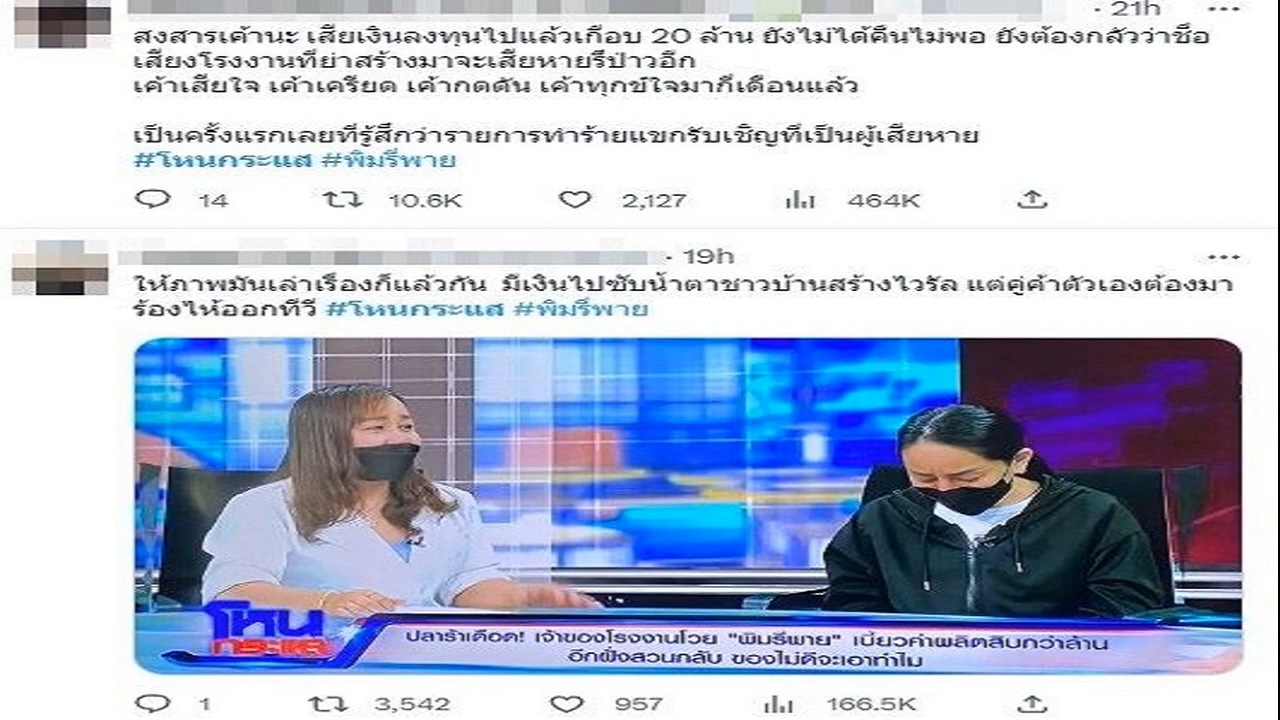 · 21h ...
สงสารเค้านะ เสียเงินลงทุนไปแล้วเกือบ 20 ล้าน ยังไม่ได้คืนไม่พอ ยังต้องกลัวว่าชื่อ
เสียงโรงงานที่ย่าสร้างมาจะเสียหายรึป่าวอีก
เค้าเสียใจ เค้าเครียด เค้ากดดัน เค้าทุกข์ใจมากี่เดือนแล้ว
เป็นครั้งแรกเลยที่รู้สึกว่ารายการทำร้ายแขกรับเชิญที่เป็นผู้เสียหาย
#โหนกระแส #พิมรี่พาย
14 10.6K 2,127 464K
· 19h ...
ให้ภาพมันเล่าเรื่องก็แล้วกัน มีเงินไปซับน้ำตาชาวบ้านสร้างไวรัล แต่คู่ค้าตัวเองต้องมา
ร้องไห้ออกทีวี #โหนกระแส #พิมรี่พาย
โหนกระแส
ปลาร้าเดือด! เจ้าของโรงงานโวย "พิมรี่พาย" เบี้ยวค่าผลิตสิบกว่าล้าน
อีกฝั่งสวนกลับ ของไม่ดีจะเอาทำไม
1 3,542 957 166.5K